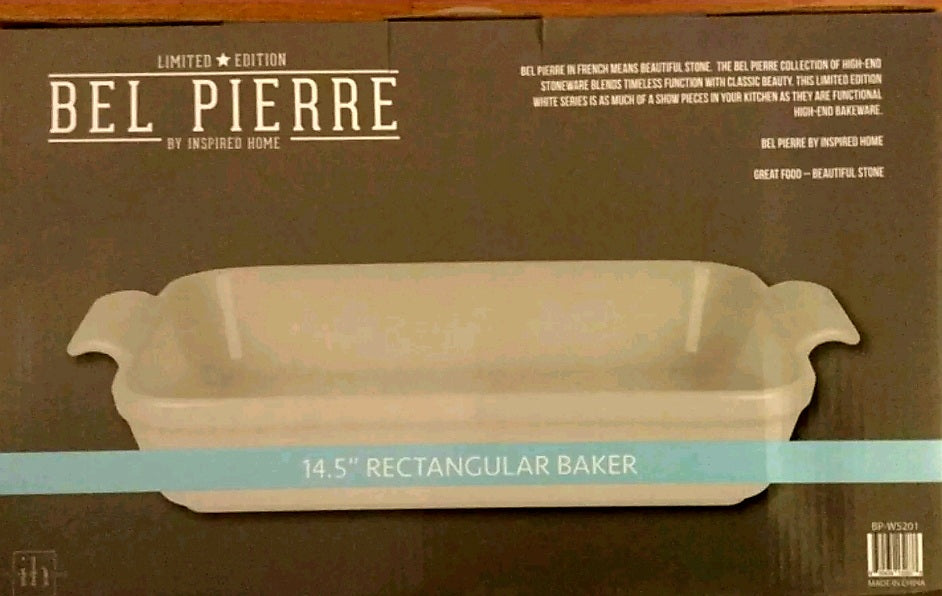 LIMITED ★ EDITION
BEL PIERRE
BY INSPIRED HOME
BEL PIERRE IN FRENCH MEANS BEAUTIFUL STONE. THE BEL PIERRE COLLECTION OF HIGH-END
STONEWARE BLENDS TIMELESS FUNCTION WITH CLASSIC BEAUTY. THIS LIMITED EDITION
WHITE SERIES IS AS MUCH OF A SHOW PIECES IN YOUR KITCHEN AS THEY ARE FUNCTIONAL
HIGH-END BAKEWARE.
BEL PIERRE BY INSPIRED HOME
GREAT FOOD – BEAUTIFUL STONE
14.5" RECTANGULAR BAKER
BP-W5201
MADE IN CHINA
ih